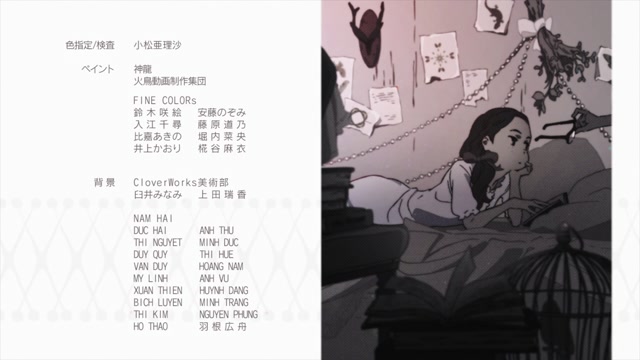 色指定/検査 小松亜理沙
ペイント 神龍
火鳥動画制作集団
FINE COLORs
鈴木咲絵 安藤のぞみ
入江千尋 藤原道乃
比嘉あきの 堀内菜央
井上かおり 椛谷麻衣
背景 CloverWorks美術部
臼井みなみ 上田瑞香
NAM HAI
DUC HAI ANH THU
THI NGUYET MINH DUC
DUY QUY THI HUE
VAN DUY HOANG NAM
MY LINH ANH VU
XUAN THIEN HUYNH DANG
BICH LUYEN MINH TRANG
THI KIM NGUYEN PHUNG
HO THAO 羽根広舟